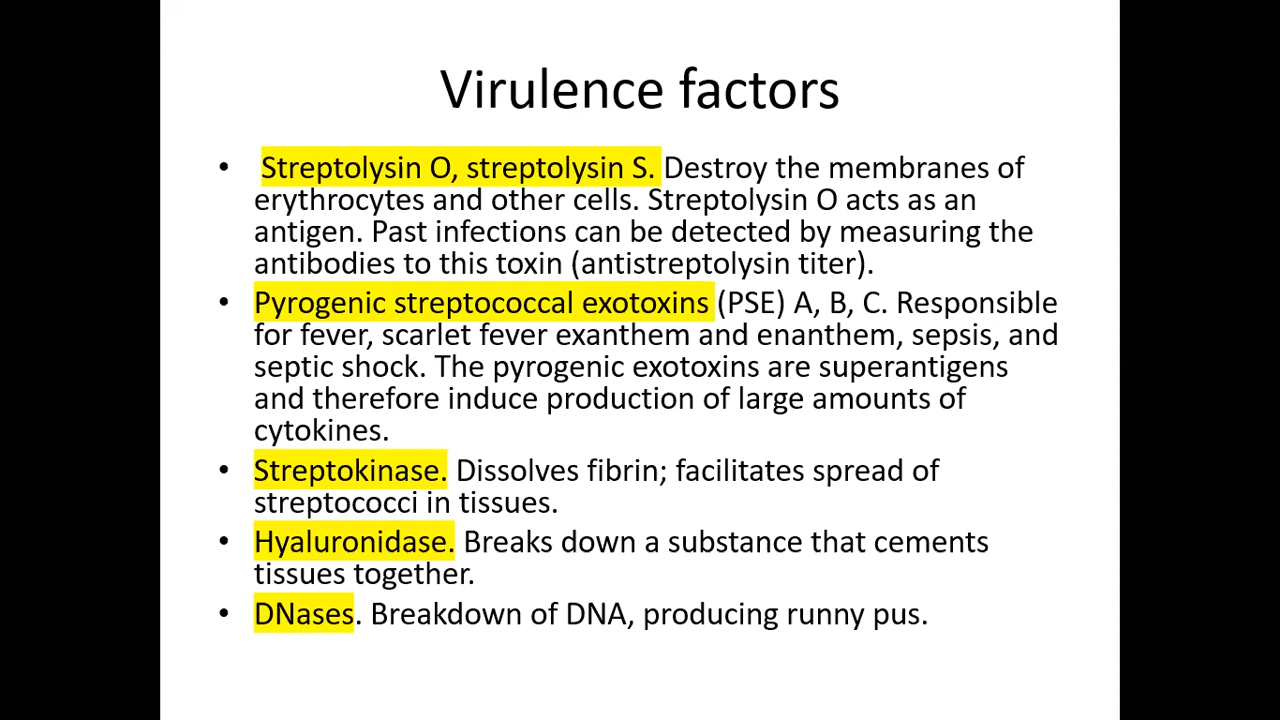 Virulence factors
• Streptolysin O, streptolysin S. Destroy the membranes of
erythrocytes and other cells. Streptolysin O acts as an
antigen. Past infections can be detected by measuring the
antibodies to this toxin (antistreptolysin titer).
• Pyrogenic streptococcal exotoxins (PSE) A, B, C. Responsible
for fever, scarlet fever exanthem and enanthem, sepsis, and
septic shock. The pyrogenic exotoxins are superantigens
and therefore induce production of large amounts of
cytokines.
• Streptokinase. Dissolves fibrin; facilitates spread of
streptococci in tissues.
• Hyaluronidase. Breaks down a substance that cements
tissues together.
• DNases. Breakdown of DNA, producing runny pus.